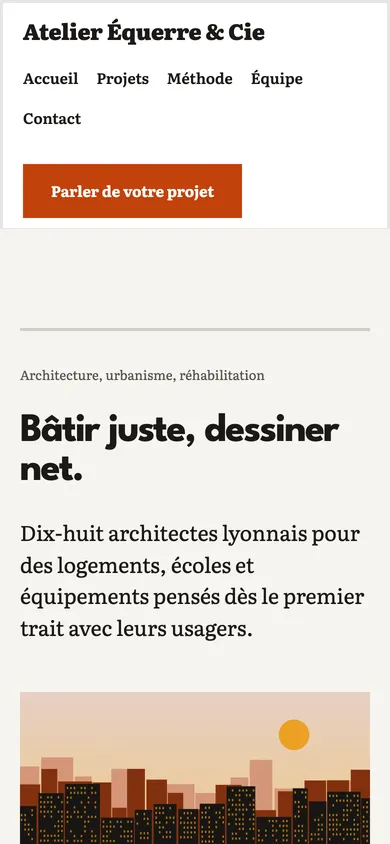 Atelier Équerre & Cie
Accueil Projets Méthode Équipe
Contact
Parler de votre projet
Architecture, urbanisme, réhabilitation
Bâtir juste, dessiner
net.
Dix-huit architectes lyonnais pour
des logements, écoles et
équipements pensés dès le premier
trait avec leurs usagers.